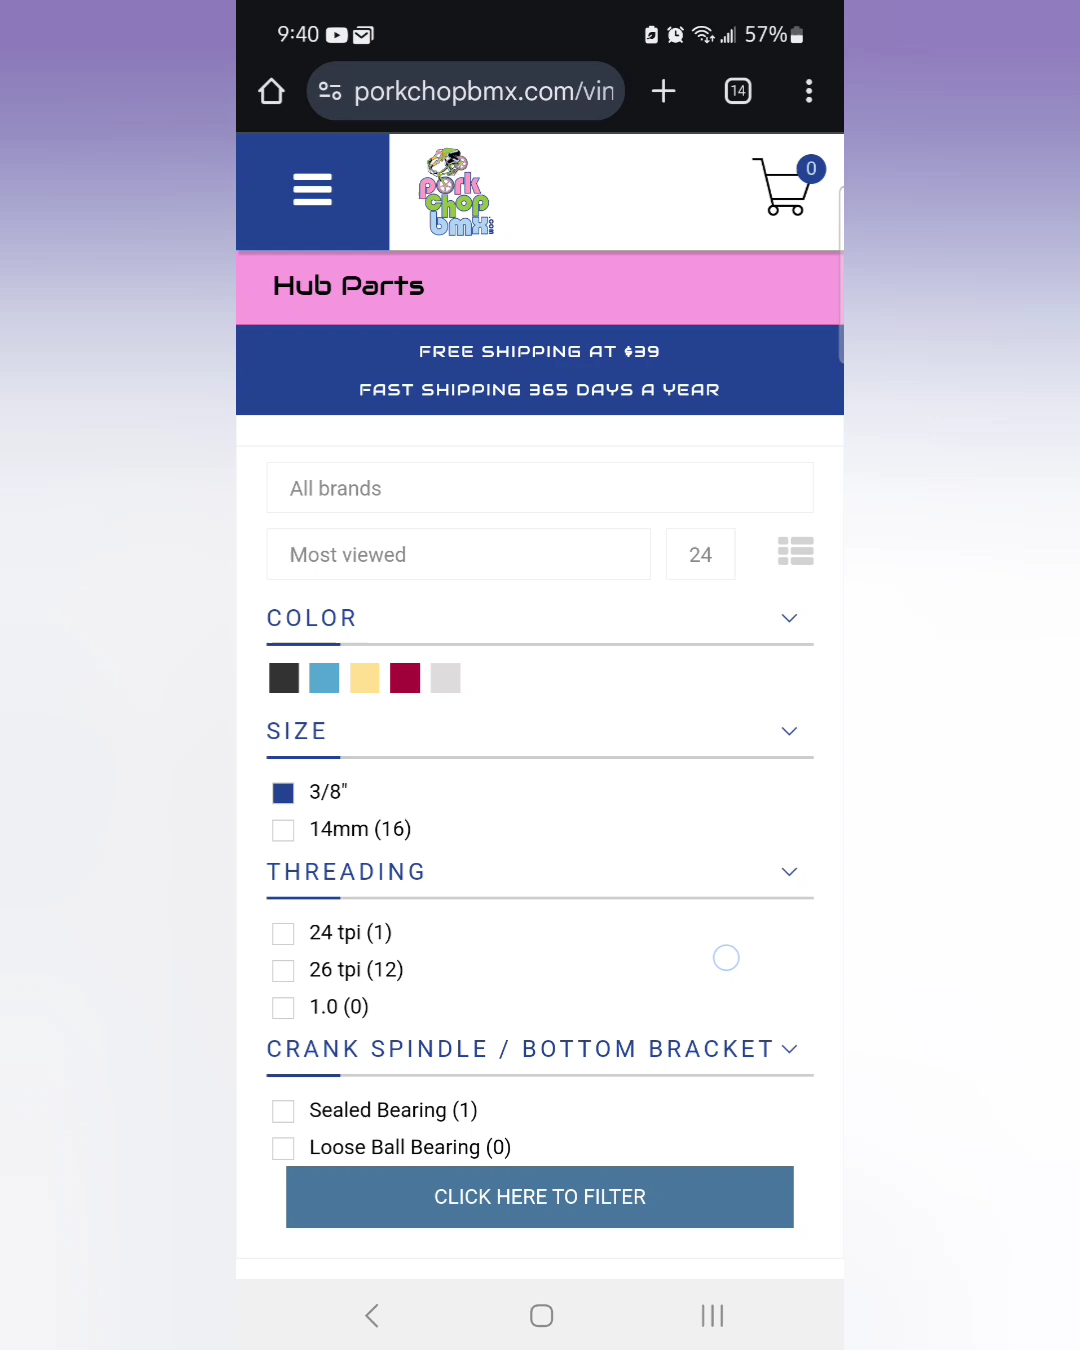 9:40
57%
porkchopbmx.com/vin
14
pork
chop
bmx.com
0
Hub Parts
FREE SHIPPING AT $39
FAST SHIPPING 365 DAYS A YEAR
All brands
Most viewed
24
COLOR
SIZE
3/8"
14mm (16)
THREADING
24 tpi (1)
26 tpi (12)
1.0 (0)
CRANK SPINDLE / BOTTOM BRACKET
Sealed Bearing (1)
Loose Ball Bearing (0)
CLICK HERE TO FILTER